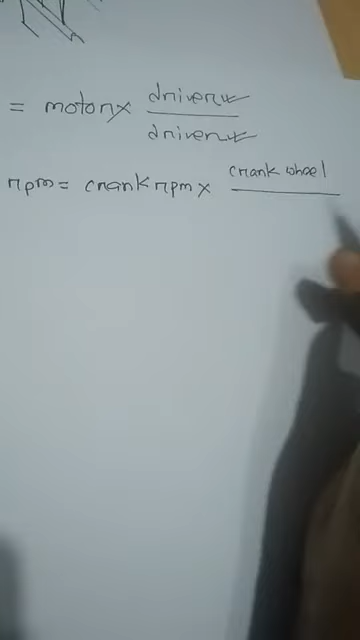 = motor x driver w
driven w
rpm = crank rpm x crank wheel